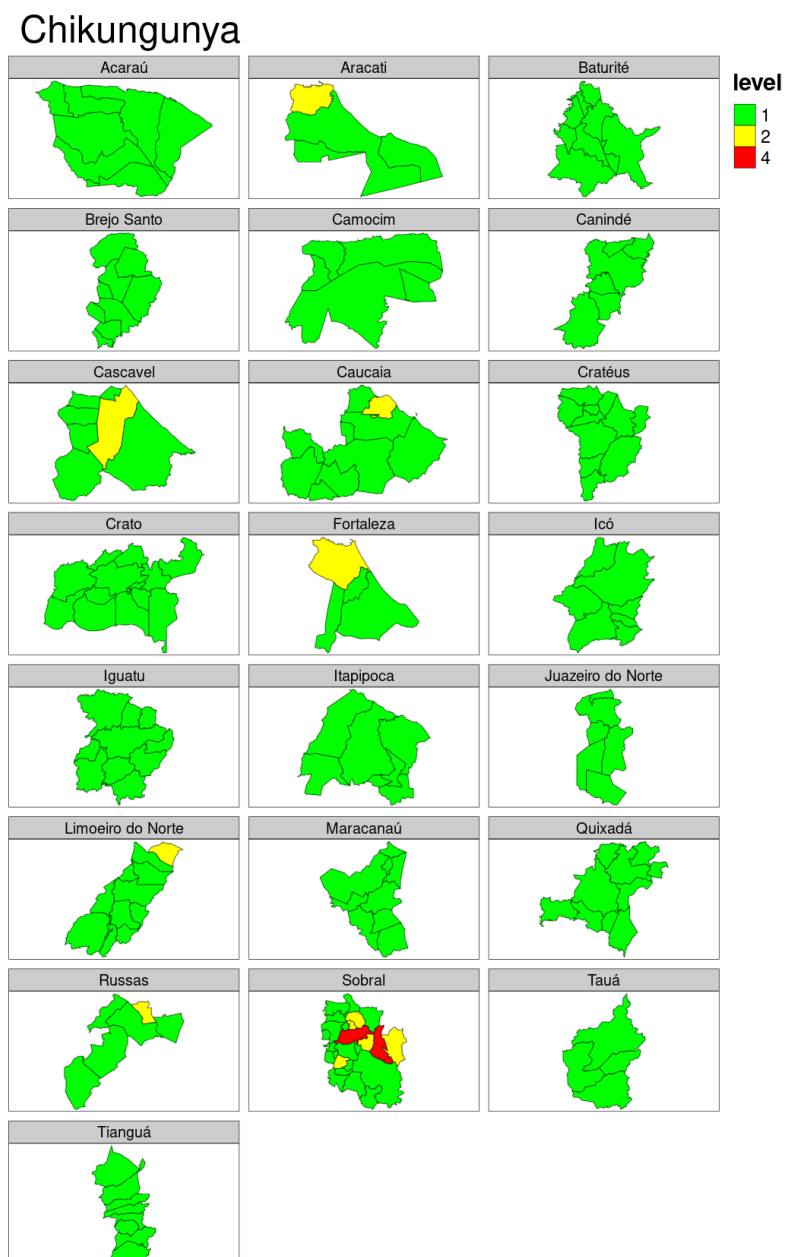 Chikungunya
Acaraú
Aracati
Baturité
level
1
2
4
Brejo Santo
Camocim
Canindé
Cascavel
Caucaia
Cratéus
Crato
Fortaleza
Icó
Iguatu
Itapipoca
Juazeiro do Norte
Limoeiro do Norte
Maracanaú
Quixadá
Russas
Sobral
Tauá
Tianguá